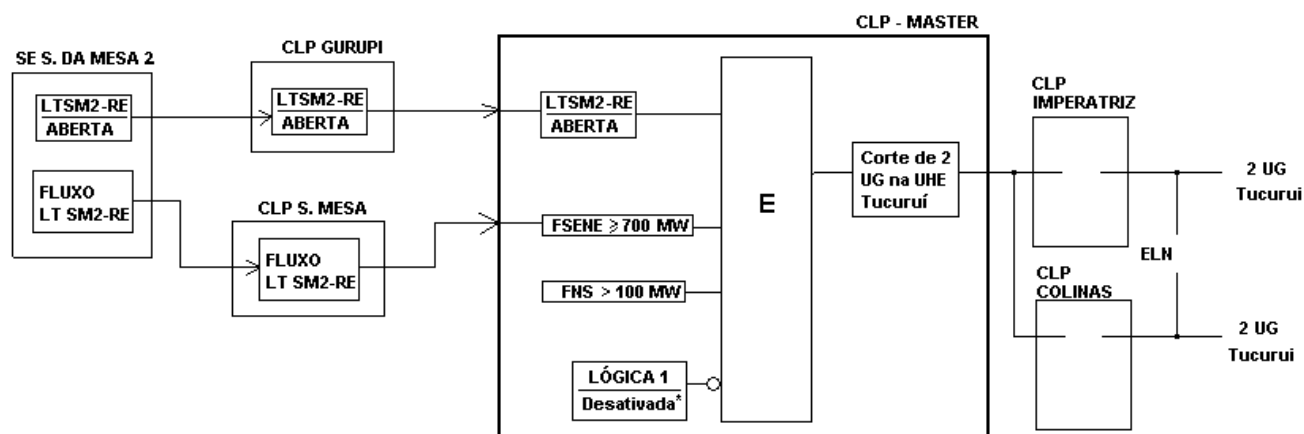 CLP - MASTER
SE S. DA MESA 2
CLP GURUPI
LTSM2-RE
ABERTA
LTSM2-RE
ABERTA
LTSM2-RE
ABERTA
CLP
IMPERATRIZ
FLUXO
LT SM2-RE
CLP S. MESA
FLUXO
LT SM2-RE
FSENE ⩾ 700 MW
FNS > 100 MW
LÓGICA 1
Desativada*
E
Corte de 2
UG na UHE
Tucuruí
2 UG
Tucurui
ELN
CLP
COLINAS
2 UG
Tucurui